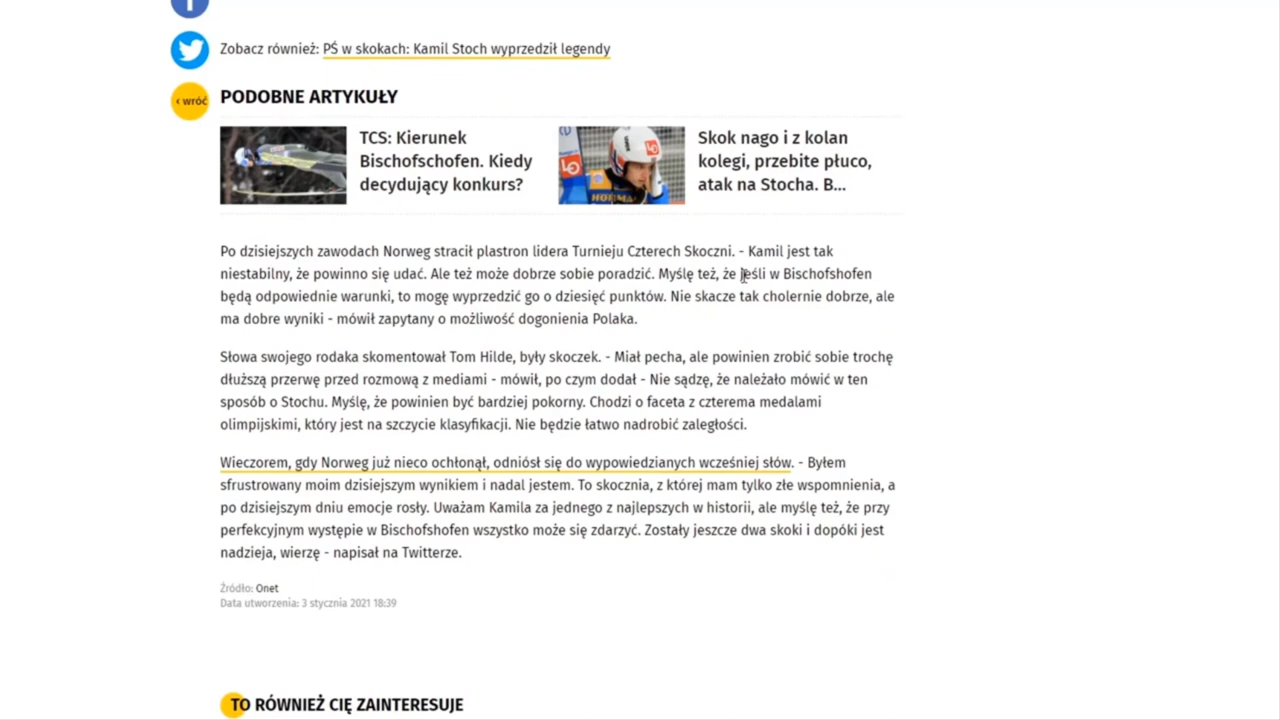 Zobacz również: PŚ w skokach: Kamil Stoch wyprzedził legendy
‹ wróć
PODOBNE ARTYKUŁY
TCS: Kierunek
Bischofschofen. Kiedy
decydujący konkurs?
Skok nago i z kolan
kolegi, przebite płuco,
atak na Stocha. B...
Po dzisiejszych zawodach Norweg stracił plastron lidera Turnieju Czterech Skoczni. - Kamil jest tak
niestabilny, że powinno się udać. Ale też może dobrze sobie poradzić. Myślę też, że jeśli w Bischofshofen
będą odpowiednie warunki, to mogę wyprzedzić go o dziesięć punktów. Nie skacze tak cholernie dobrze, ale
ma dobre wyniki - mówił zapytany o możliwość dogonienia Polaka.
Słowa swojego rodaka skomentował Tom Hilde, były skoczek. - Miał pecha, ale powinien zrobić sobie trochę
dłuższą przerwę przed rozmową z mediami - mówił, po czym dodał - Nie sądzę, że należało mówić w ten
sposób o Stochu. Myślę, że powinien być bardziej pokorny. Chodzi o faceta z czterema medalami
olimpijskimi, który jest na szczycie klasyfikacji. Nie będzie łatwo nadrobić zaległości.
Wieczorem, gdy Norweg już nieco ochłonął, odniósł się do wypowiedzianych wcześniej słów. - Byłem
sfrustrowany moim dzisiejszym wynikiem i nadal jestem. To skocznia, z której mam tylko złe wspomnienia, a
po dzisiejszym dniu emocje rosły. Uważam Kamila za jednego z najlepszych w historii, ale myślę też, że przy
perfekcyjnym występie w Bischofshofen wszystko może się zdarzyć. Zostały jeszcze dwa skoki i dopóki jest
nadzieja, wierzę - napisał na Twitterze.
Źródło: Onet
Data utworzenia: 3 stycznia 2021 18:39
TO RÓWNIEŻ CIĘ ZAINTERESUJE